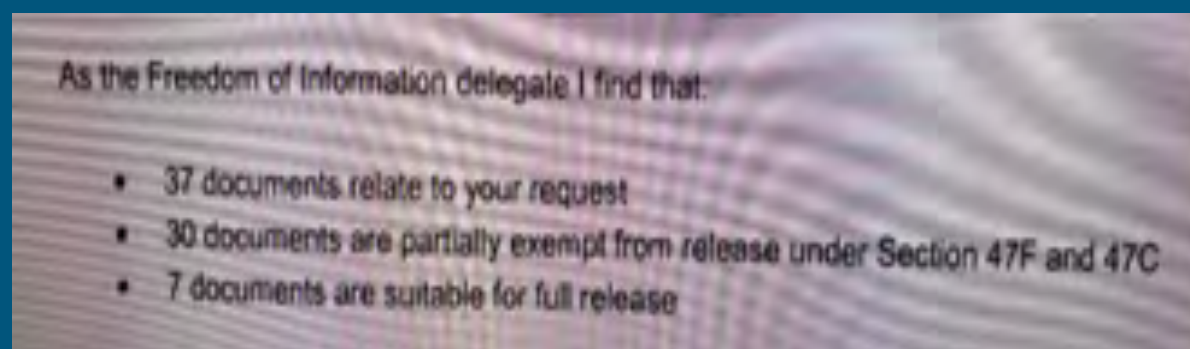 As the Freedom of Information delegate I find that:
• 37 documents relate to your request
• 30 documents are partially exempt from release under Section 47F and 47C
• 7 documents are suitable for full release